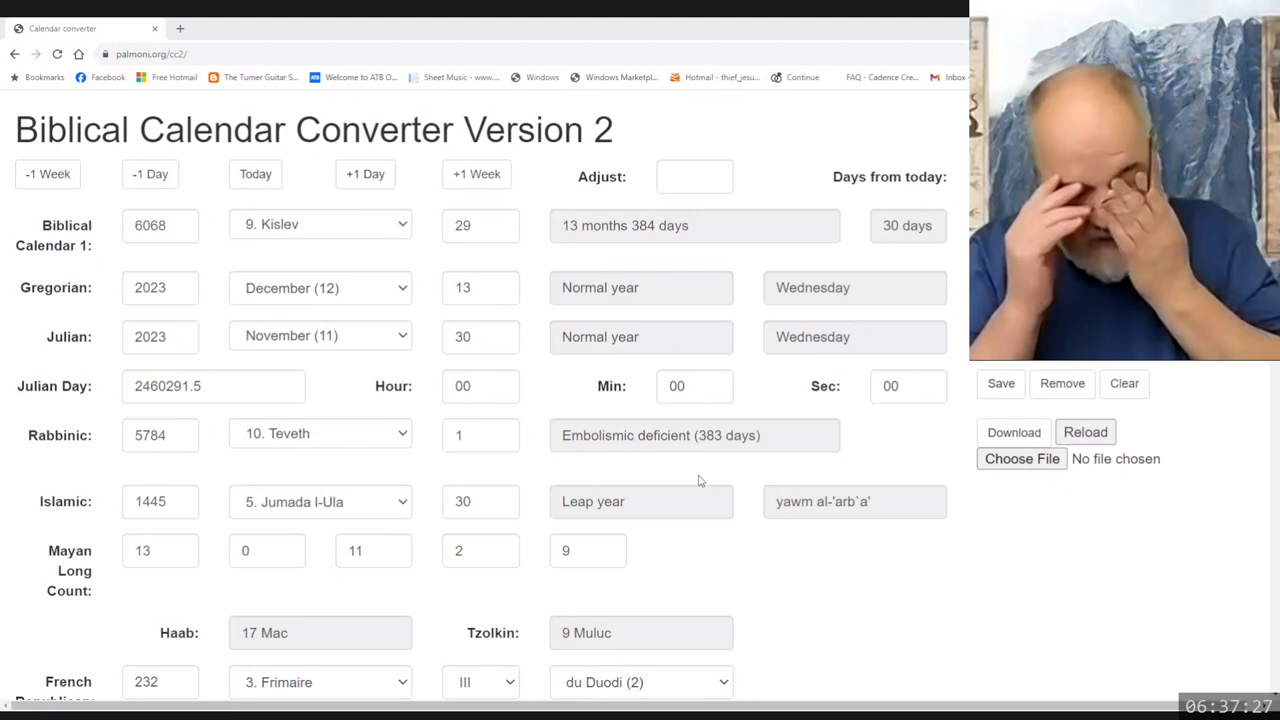 Calendar converter
palmoni.org/cc2/
Bookmarks Facebook Free Hotmail The Turner Guitar S... Welcome to ATB O... Sheet Music - www.... Windows Windows Marketpl... Hotmail - thief_jesu... Continue FAQ - Cadence Cre... Inbox
Biblical Calendar Converter Version 2
-1 Week -1 Day Today +1 Day +1 Week Adjust: Days from today:
Biblical Calendar 1: 6068 9. Kislev 29 13 months 384 days 30 days
Gregorian: 2023 December (12) 13 Normal year Wednesday
Julian: 2023 November (11) 30 Normal year Wednesday
Julian Day: 2460291.5 Hour: 00 Min: 00 Sec: 00
Save Remove Clear
Rabbinic: 5784 10. Teveth 1 Embolismic deficient (383 days)
Download Reload
Choose File No file chosen
Islamic: 1445 5. Jumada l-Ula 30 Leap year yawm al-'arb`a'
Mayan Long Count: 13 0 11 2 9
Haab: 17 Mac Tzolkin: 9 Muluc
French 232 3. Frimaire III du Duodi (2)
06:37:27